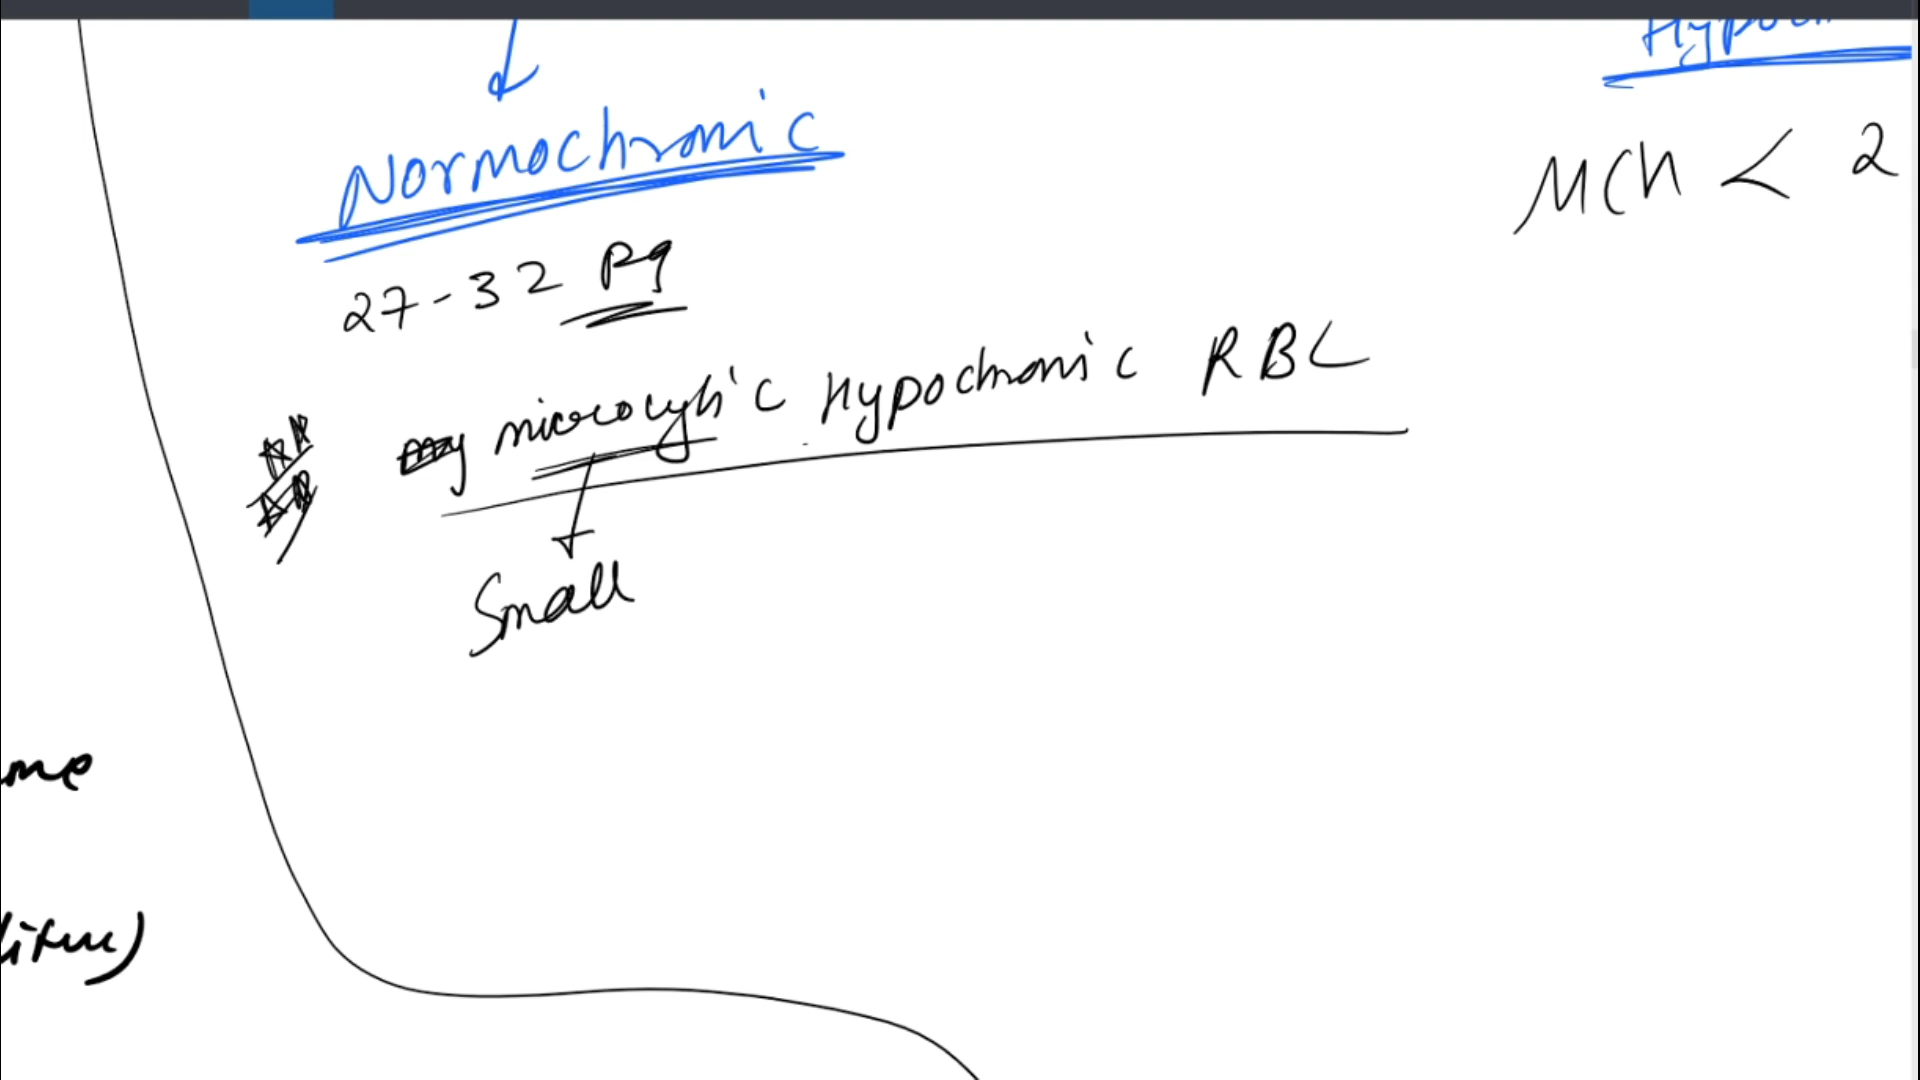 Normochromic
27-32 pg
MCH < 2
microcytic Hypochromic RBC
Small